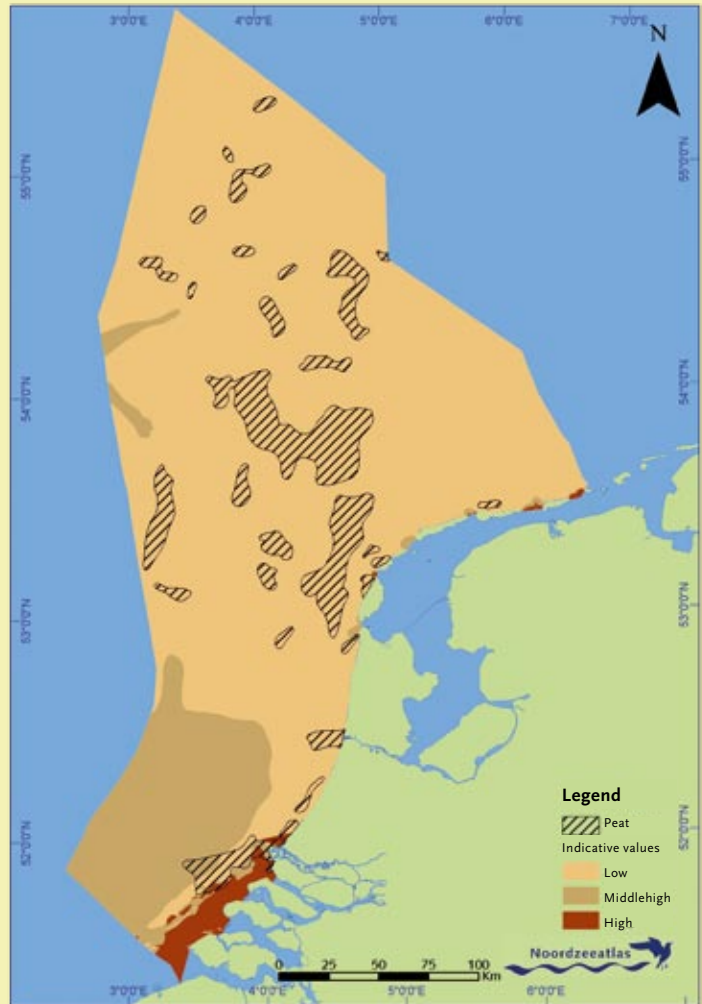 3°0'0"E 4°0'0"E 5°0'0"E 6°0'0"E 7°0'0"E
N
55°0'0"N 55°0'0"N
54°0'0"N 54°0'0"N
53°0'0"N 53°0'0"N
52°0'0"N 52°0'0"N
Legend
Peat
Indicative values
Low
Middlehigh
High
Noordzeeatlas
0 25 50 75 100
Km
3°0'0"E 4°0'0"E 5°0'0"E 6°0'0"E